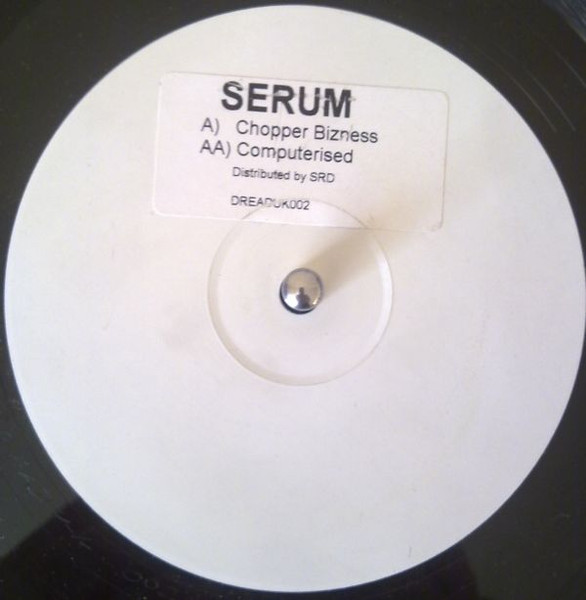 SERUM
A) Chopper Bizness
AA) Computerised
Distributed by SRD
DREADUK002